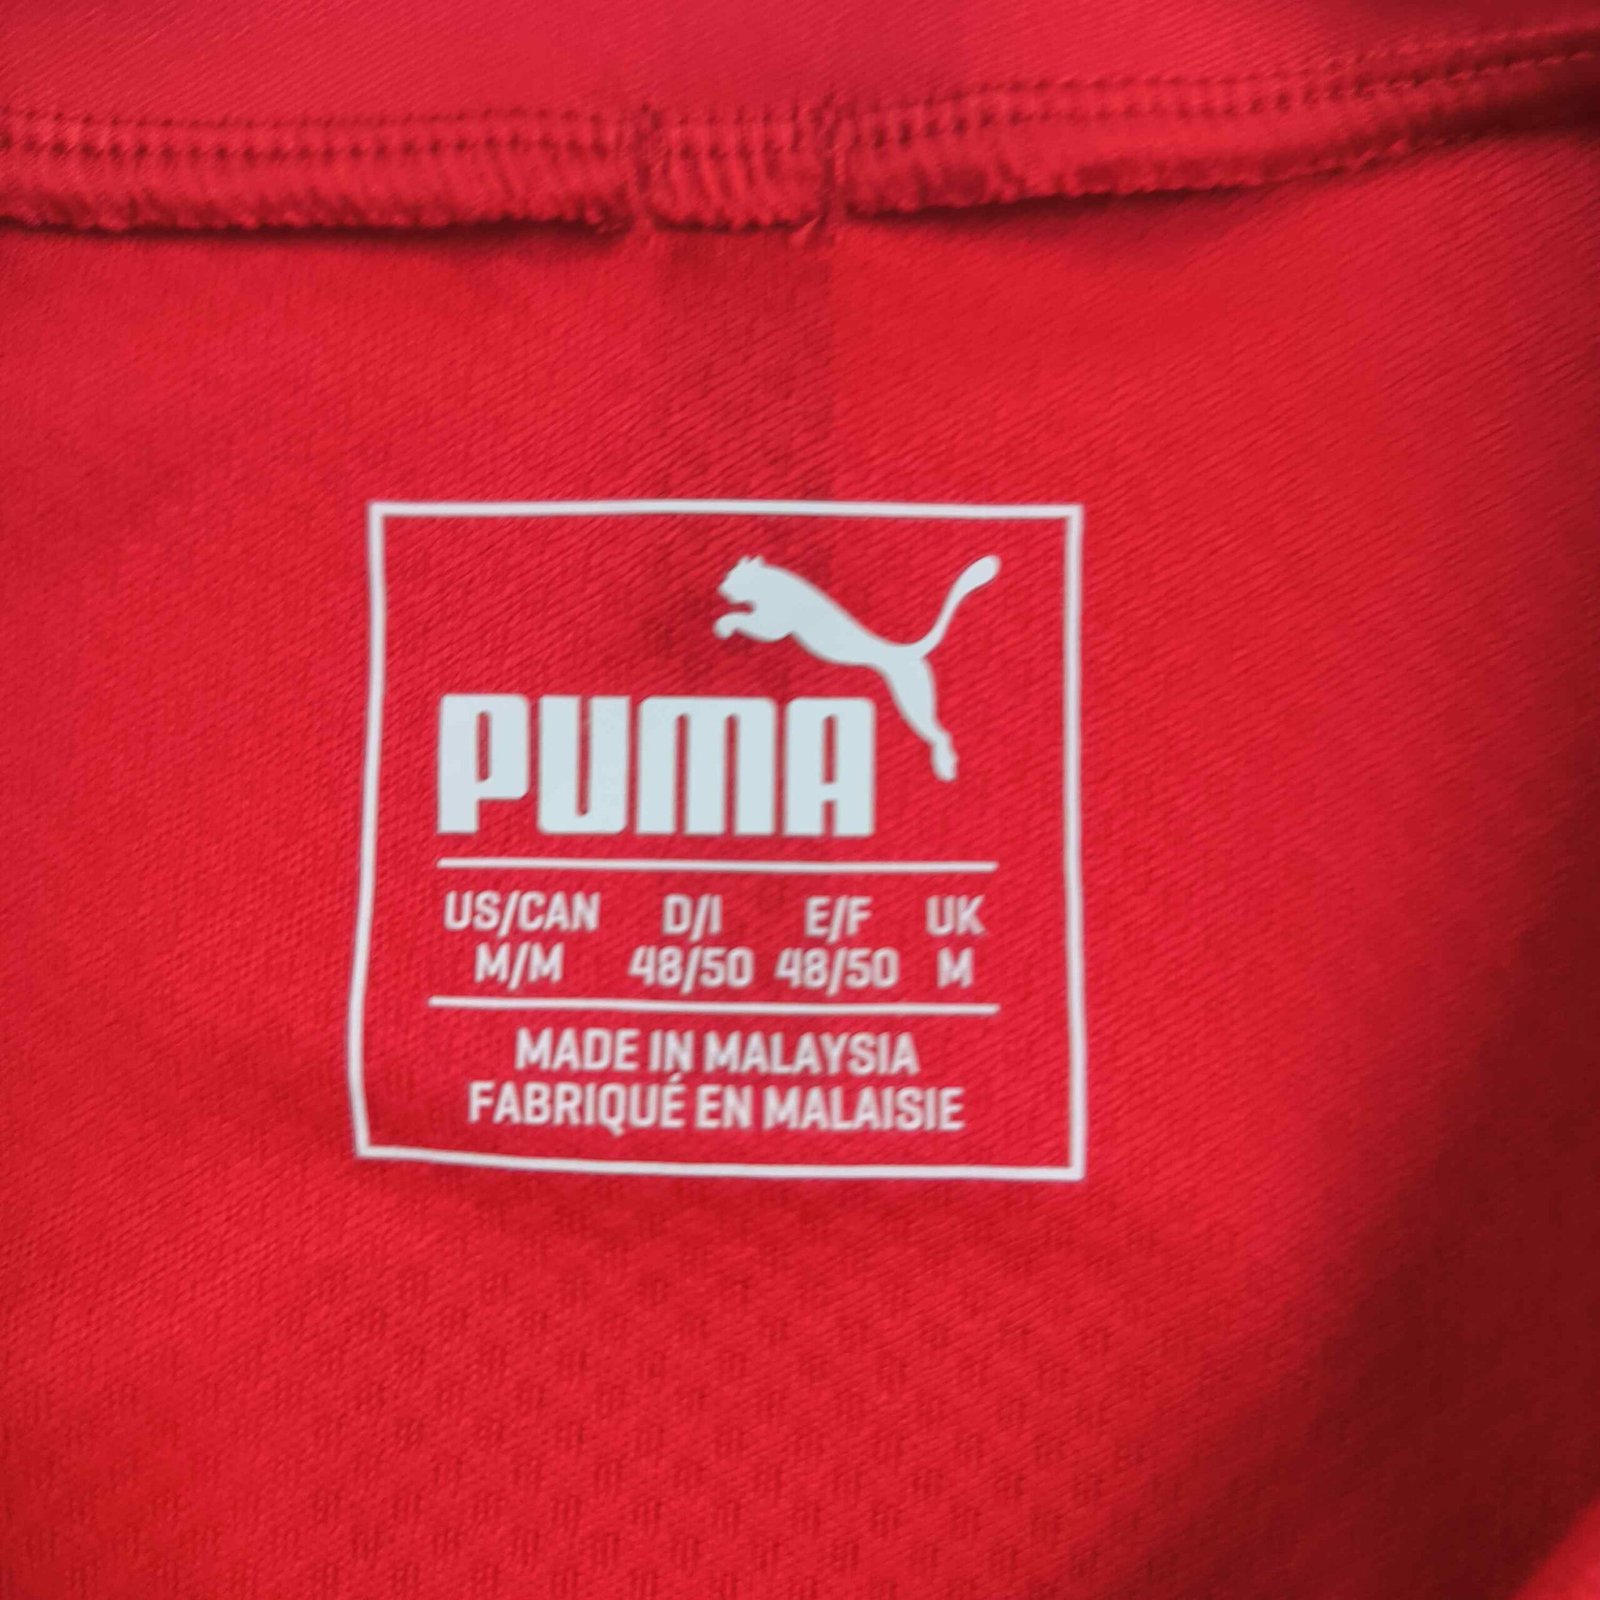 PUMA
US/CAN D/I E/F UK
M/M 48/50 48/50 M
MADE IN MALAYSIA
FABRIQUÉ EN MALAISIE